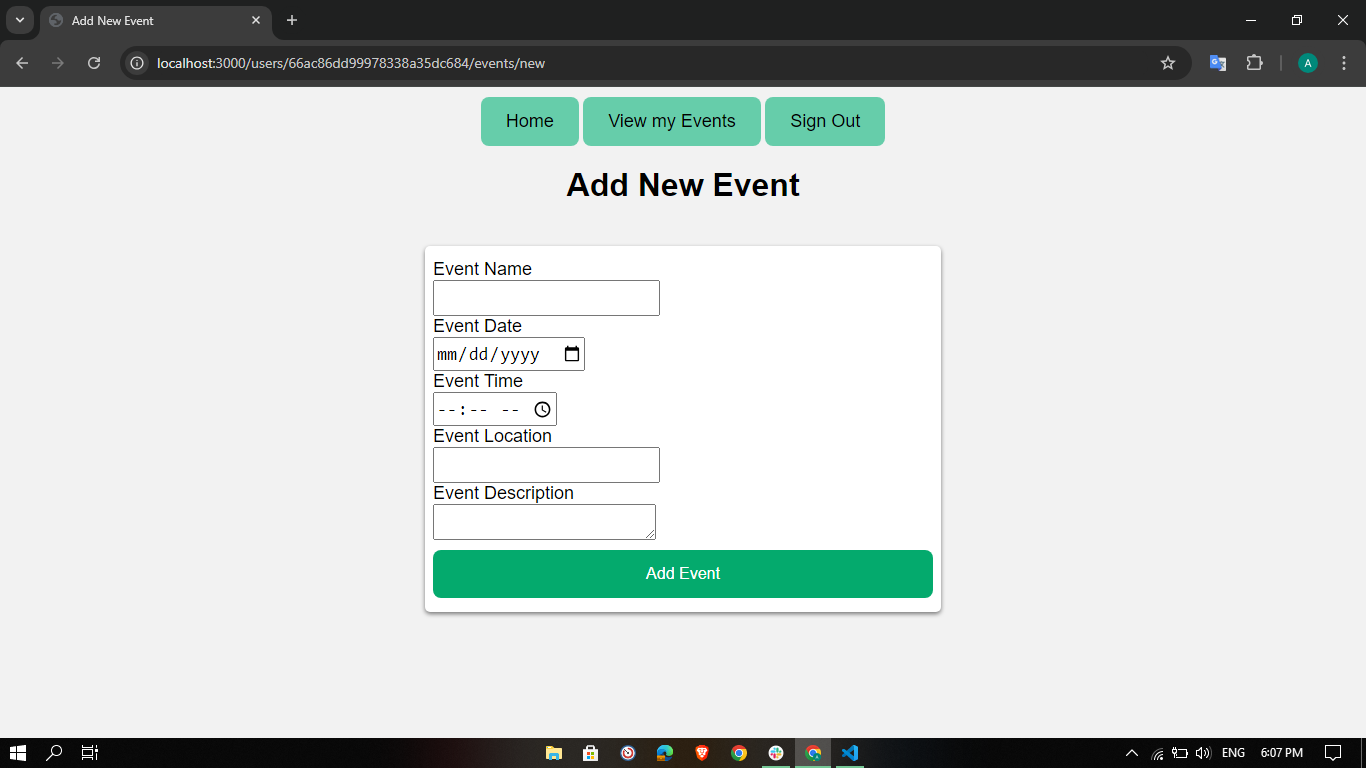 Add New Event
localhost:3000/users/66ac86dd99978338a35dc684/events/new
A
Home View my Events Sign Out
Add New Event
Event Name
Event Date
mm/dd/yyyy
Event Time
--:-- --
Event Location
Event Description
Add Event
ENG 6:07 PM